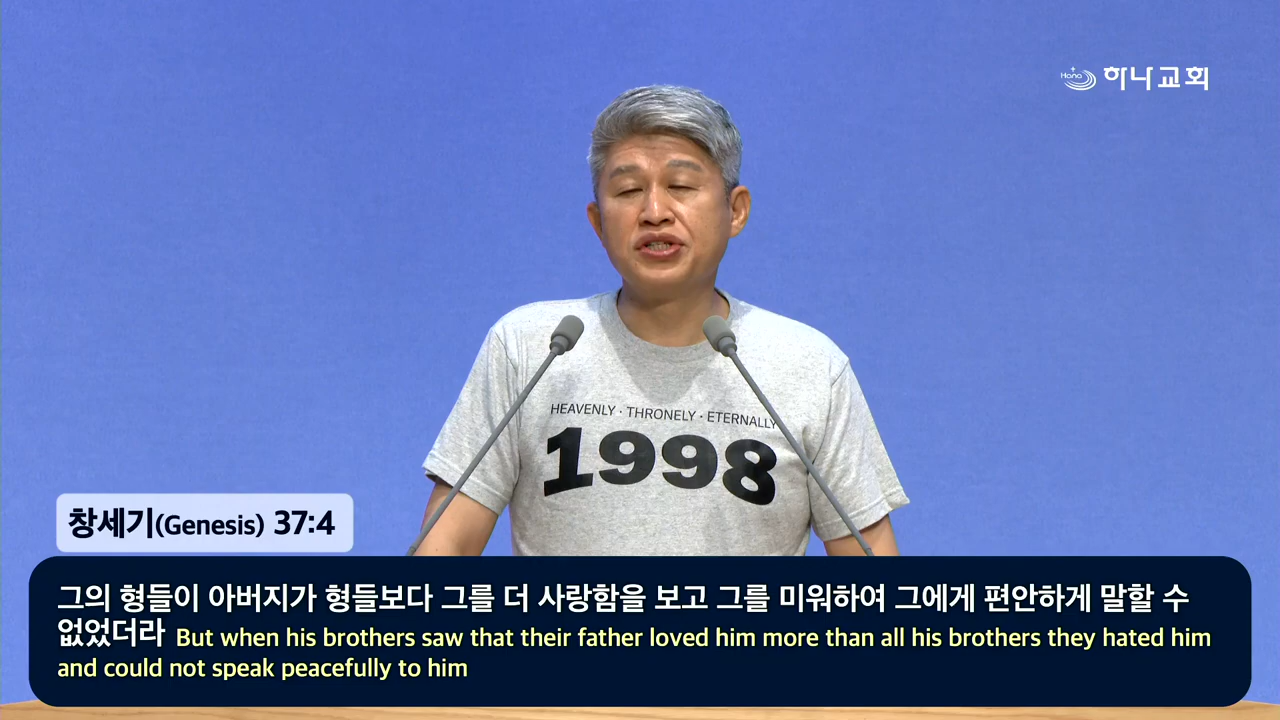 Hana 하나교회
HEAVENLY · THRONELY · ETERNALLY
1998
창세기(Genesis) 37:4
그의 형들이 아버지가 형들보다 그를 더 사랑함을 보고 그를 미워하여 그에게 편안하게 말할 수
없었더라 But when his brothers saw that their father loved him more than all his brothers they hated him
and could not speak peacefully to him